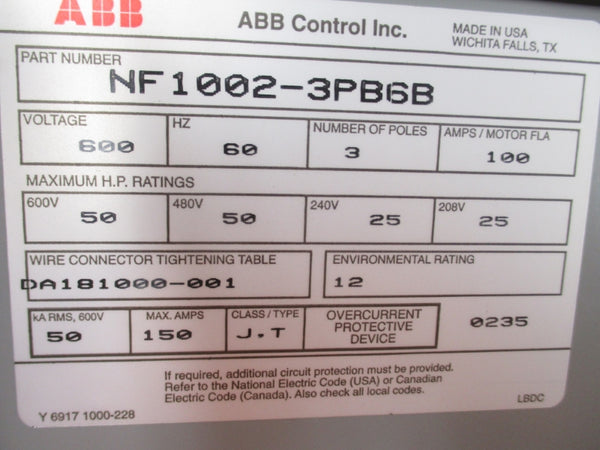 ABB
ABB Control Inc.
MADE IN USA
WICHITA FALLS, TX
PART NUMBER
NF1002-3PB6B
VOLTAGE HZ NUMBER OF POLES AMPS / MOTOR FLA
600 60 3 100
MAXIMUM H.P. RATINGS
600V 480V 240V 208V
50 50 25 25
WIRE CONNECTOR TIGHTENING TABLE ENVIRONMENTAL RATING
DA181000-001 12
kA RMS, 600V MAX. AMPS CLASS / TYPE OVERCURRENT
PROTECTIVE
DEVICE
50 150 J.T 0235
If required, additional circuit protection must be provided.
Refer to the National Electric Code (USA) or Canadian
Electric Code (Canada). Also check all local codes.
Y 6917 1000-228 LBDC